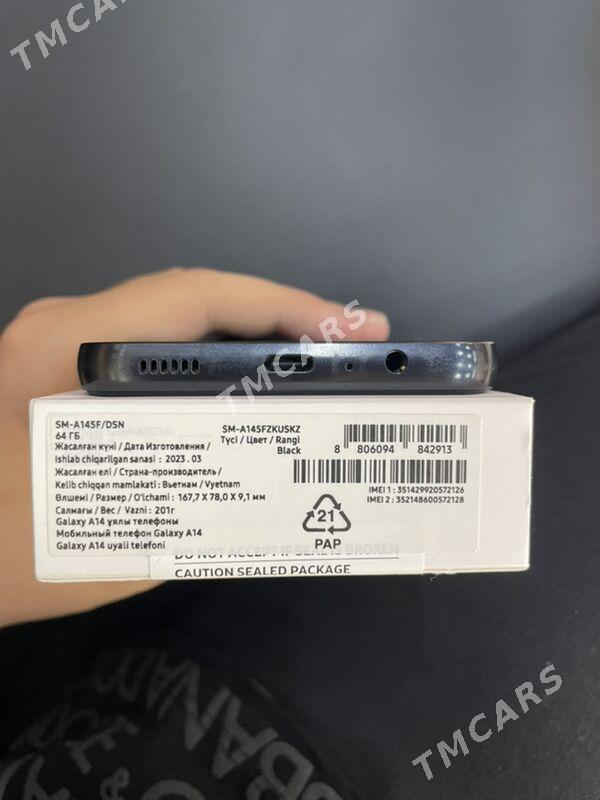 TMCARS
TMCARS
SM-A145F/DSN
64 ГБ
Жасалған күні / Дата Изготовления /
Ishlab chiqarilgan sanasi : 2023 . 03
Жасалған елі / Страна-производитель /
Kelib chiqqan mamlakati : Вьетнам / Vyetnam
Өлшемі / Размер / O'lchami : 167,7 X 78,0 X 9,1 мм
Салмағы / Вес / Vazni : 201г
Galaxy A14 ұялы телефоны
Мобильный телефон Galaxy A14
Galaxy A14 uyali telefoni
SM-A145FZKUSKZ
Түсі / Цвет / Rangi
Black
8 806094 842913
IMEI 1 : 351429920572126
IMEI 2 : 352148600572128
21
PAP
DO NOT ACCEPT IF SEAL IS BROKEN
CAUTION SEALED PACKAGE
TMCARS